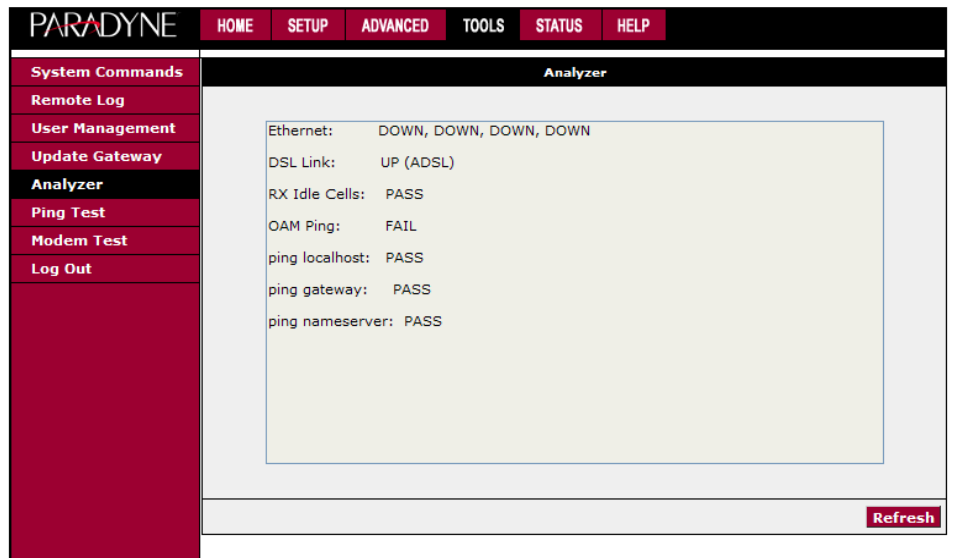 PARADYNE HOME SETUP ADVANCED TOOLS STATUS HELP
System Commands
Remote Log
User Management
Update Gateway
Analyzer
Ping Test
Modem Test
Log Out
Analyzer
Ethernet: DOWN, DOWN, DOWN, DOWN
DSL Link: UP (ADSL)
RX Idle Cells: PASS
OAM Ping: FAIL
ping localhost: PASS
ping gateway: PASS
ping nameserver: PASS
Refresh